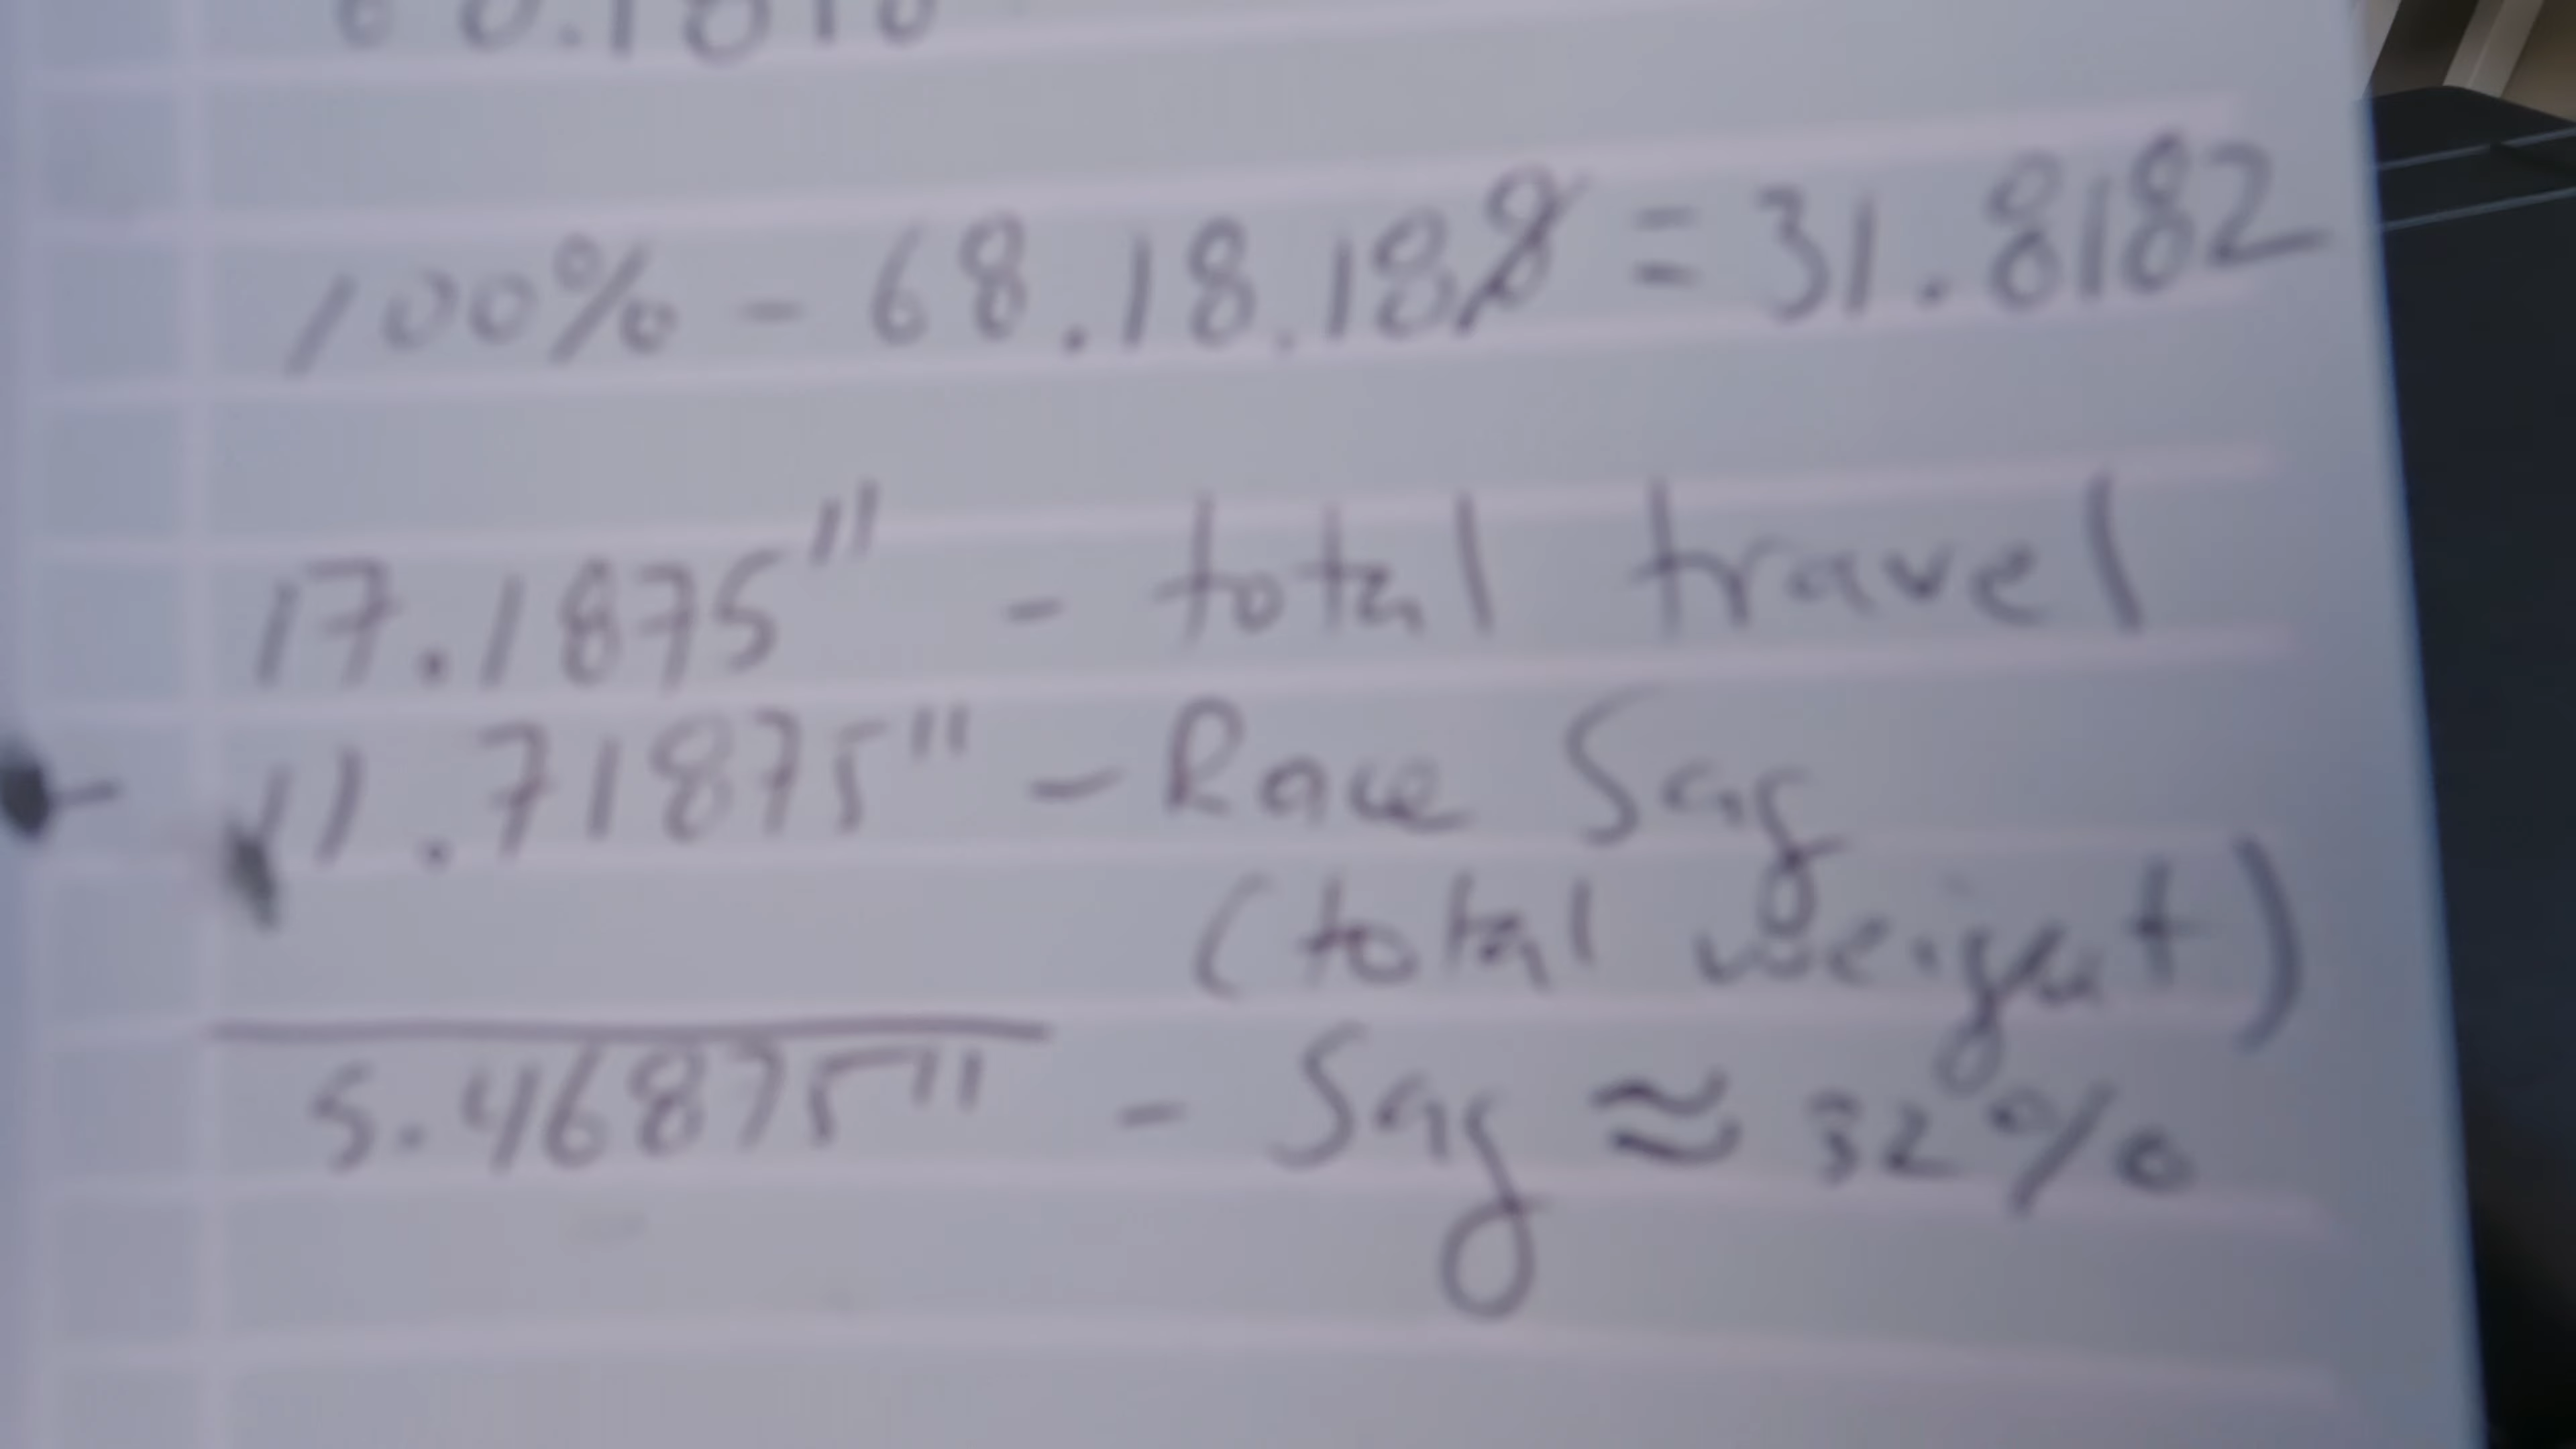 100% - 68.18.188 = 31.8182
17.1875" - total travel
- 11.71875" - Race Sag
(total weight)
5.46875" - Sag ≈ 32%